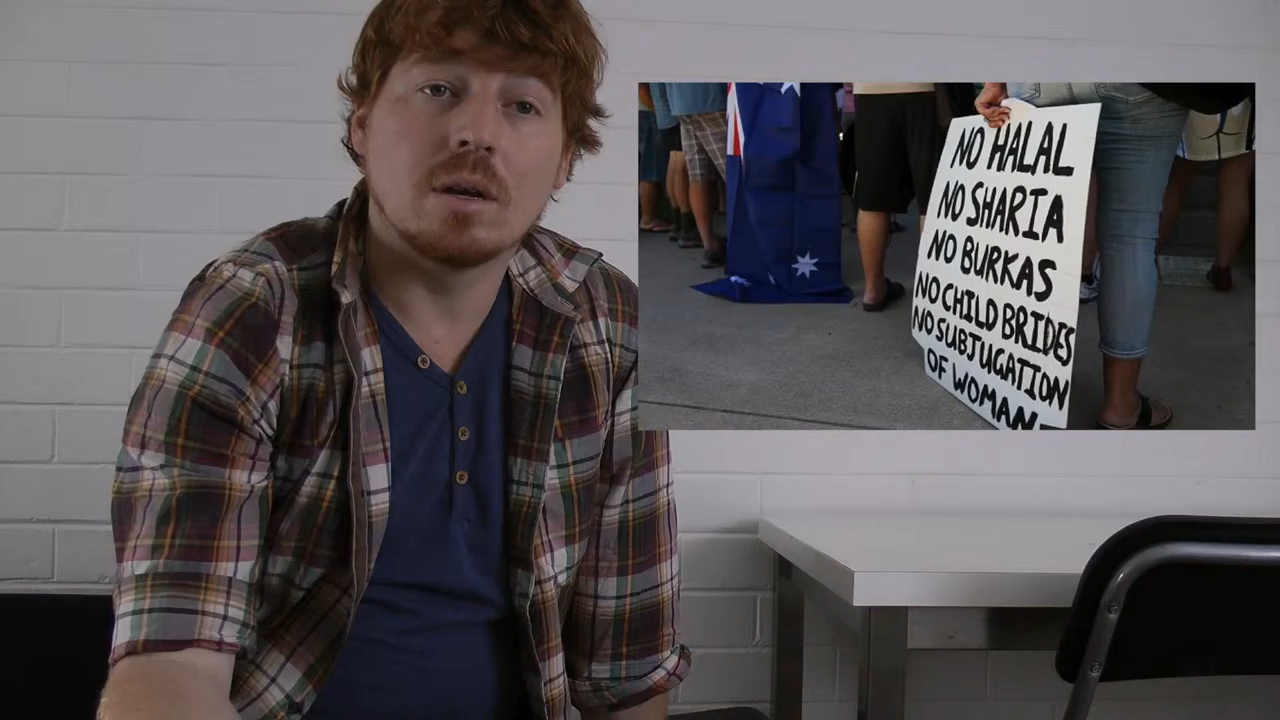 NO HALAL
NO SHARIA
NO BURKAS
NO CHILD BRIDES
NO SUBJUGATION
OF WOMAN